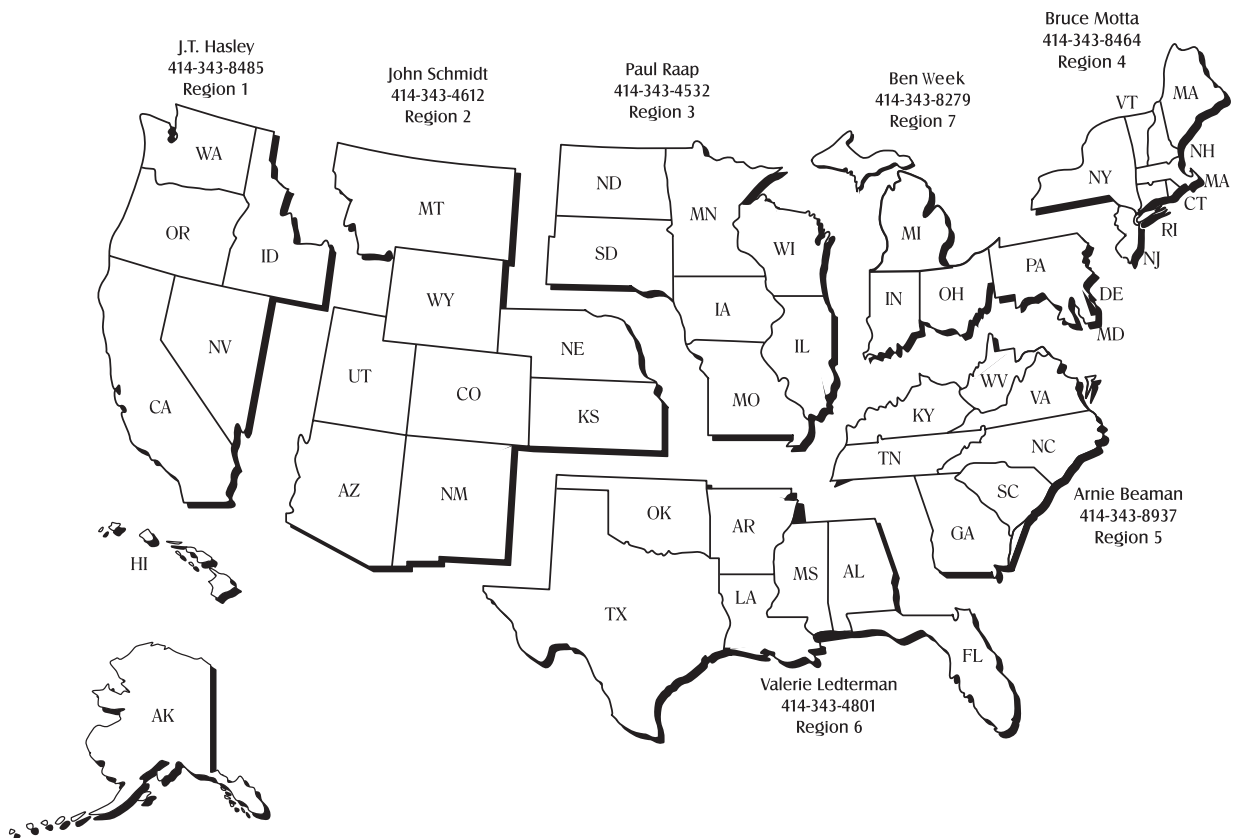 Bruce Motta
414-343-8464
Region 4
J.T. Hasley
414-343-8485
Region 1
John Schmidt
414-343-4612
Region 2
Paul Raap
414-343-4532
Region 3
Ben Week
414-343-8279
Region 7
WA
OR
ID
NV
CA
HI
AK
MT
WY
UT
CO
AZ
NM
NE
KS
ND
SD
MN
WI
IA
IL
MO
MI
IN
OH
PA
DE
MD
VT
MA
NH
NY
MA
CT
RI
NJ
WV
VA
KY
TN
NC
SC
GA
Arnie Beaman
414-343-8937
Region 5
OK
AR
TX
LA
MS
AL
FL
Valerie Ledterman
414-343-4801
Region 6